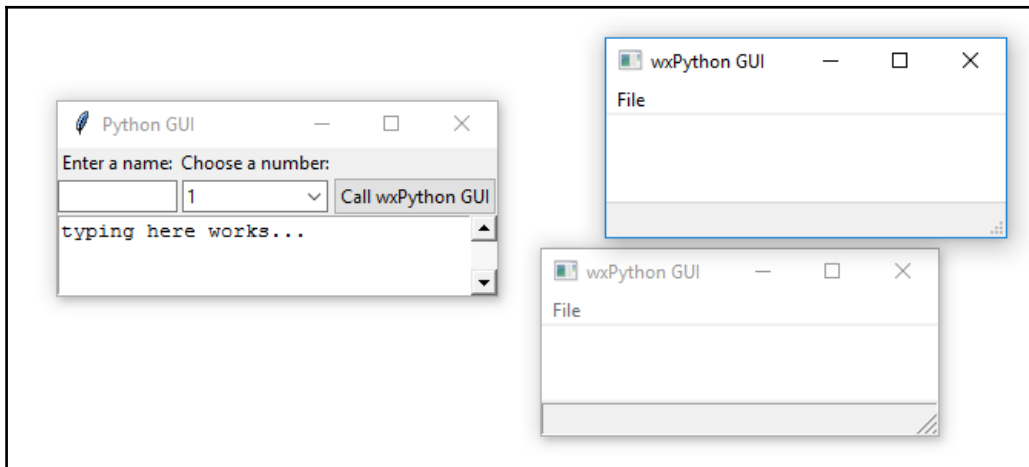 Python GUI
Enter a name: Choose a number:
1
Call wxPython GUI
typing here works...
wxPython GUI
File
wxPython GUI
File